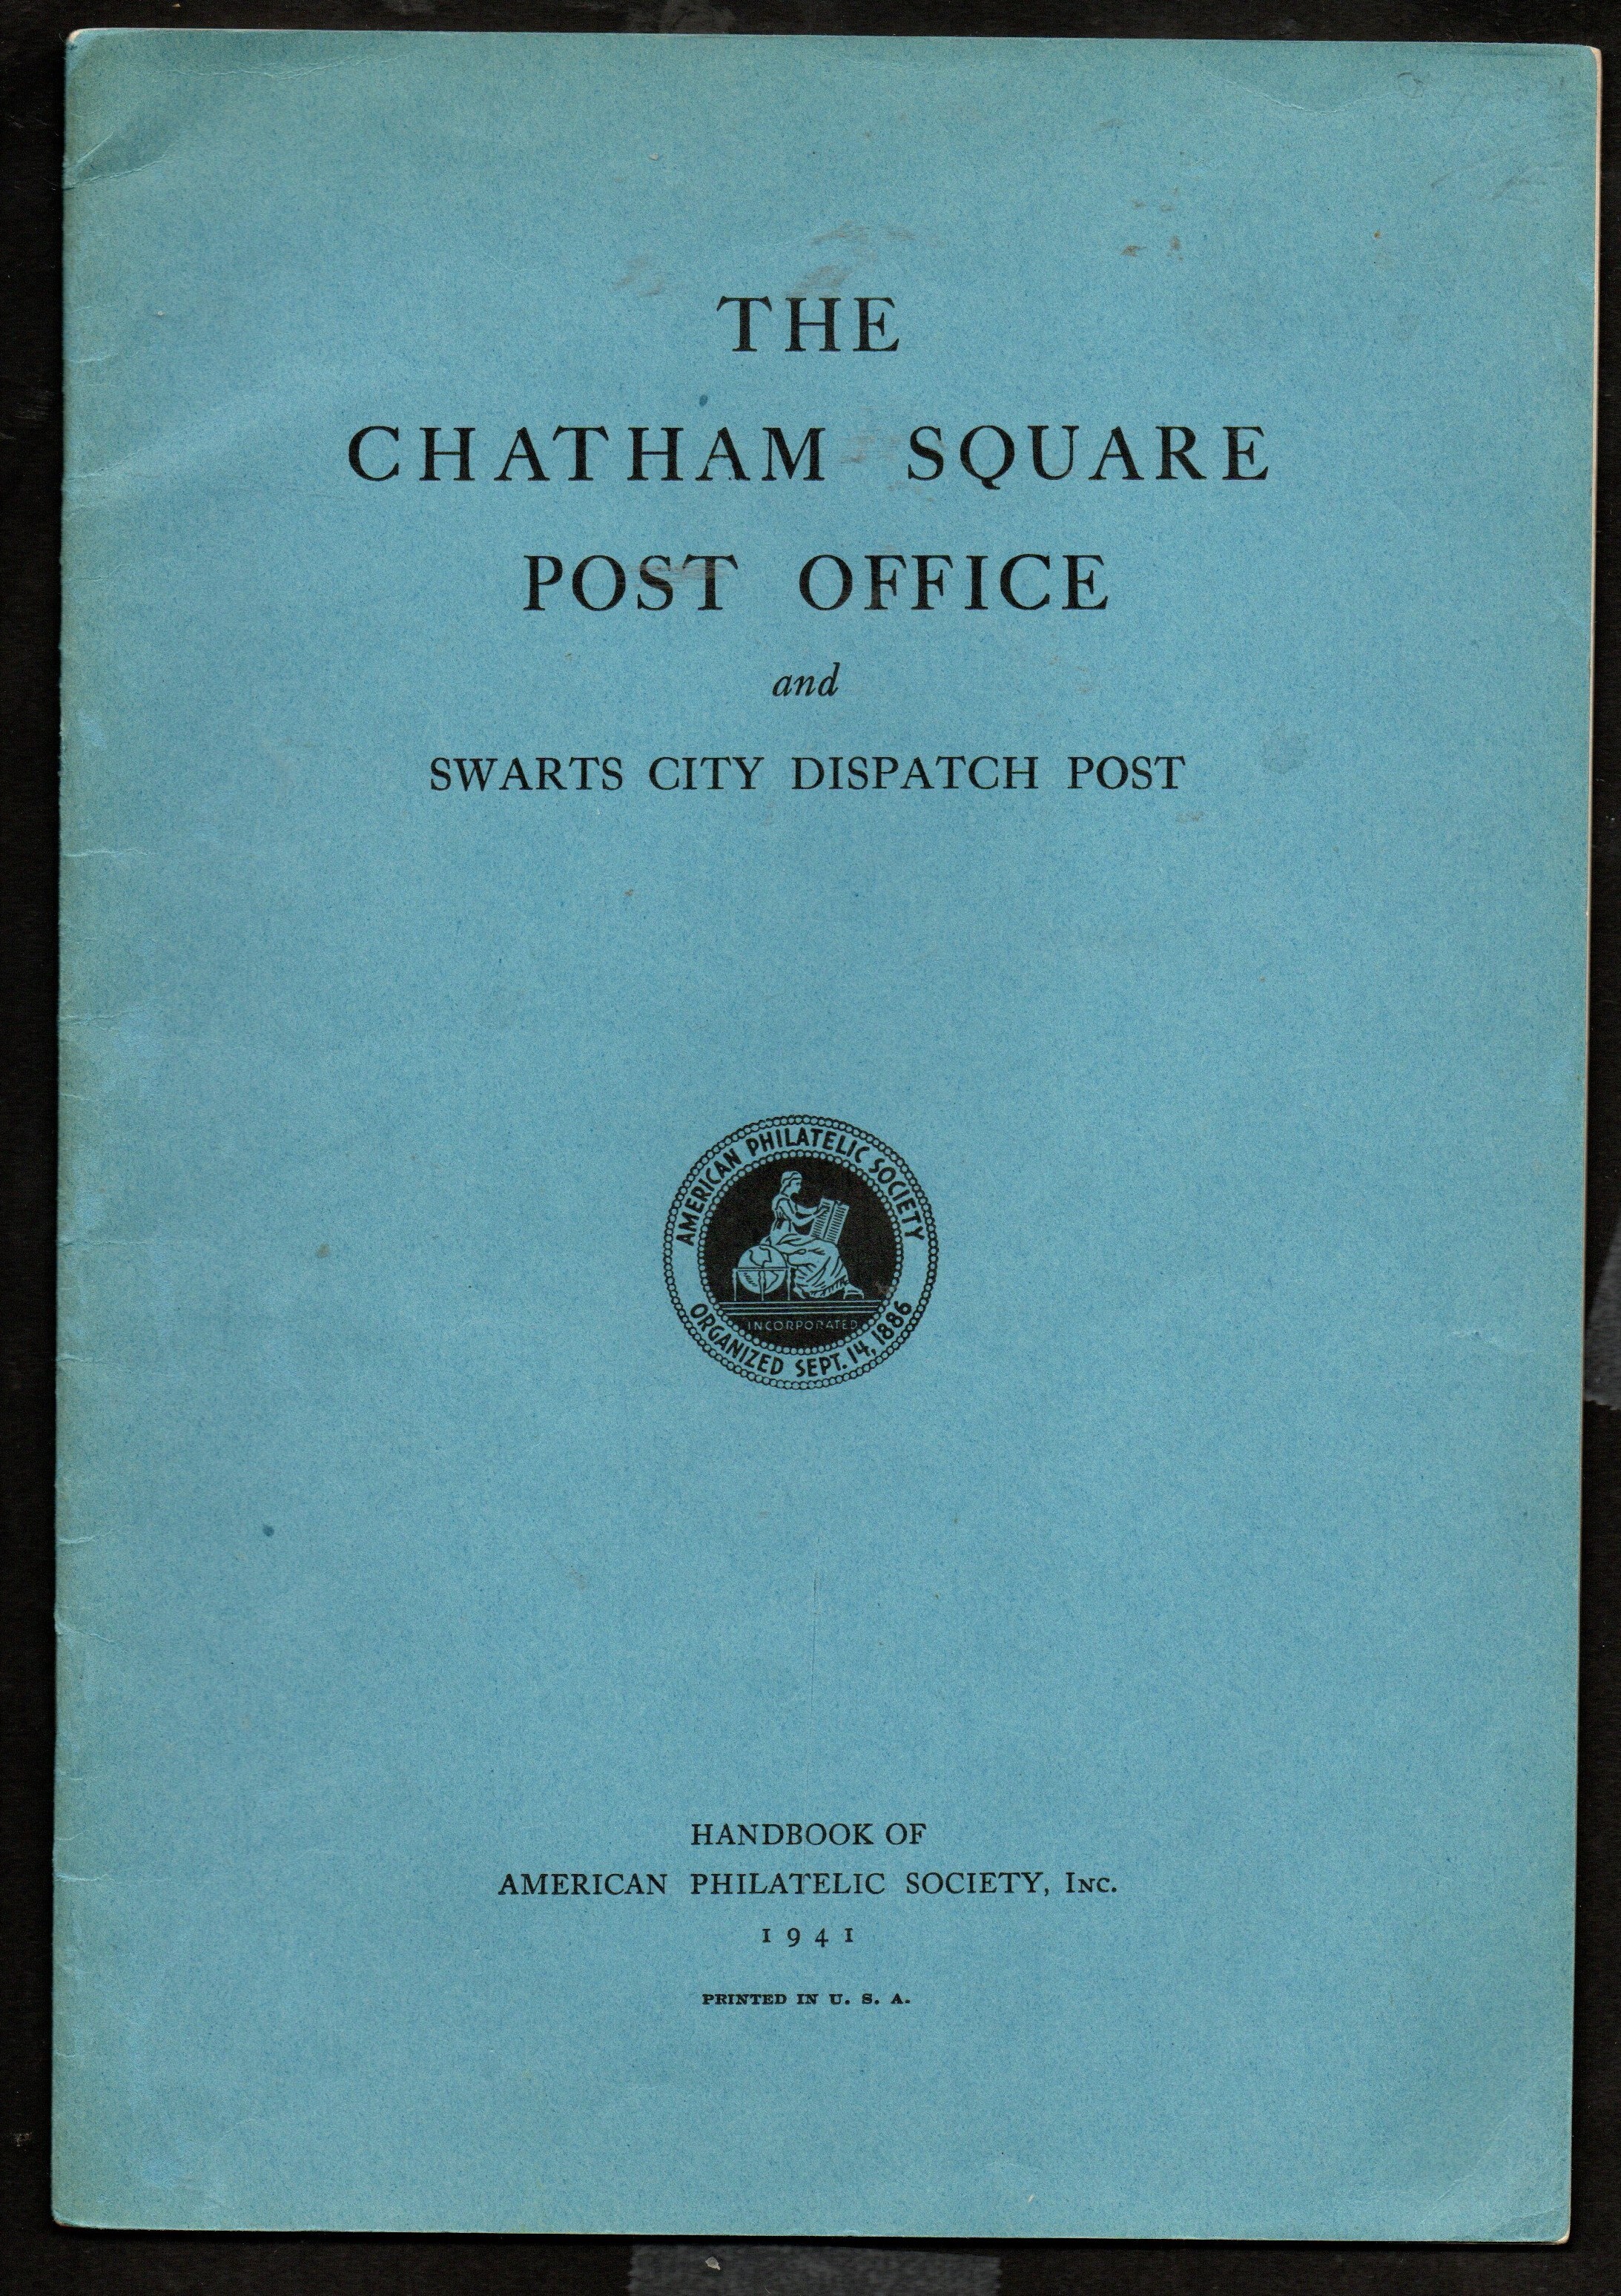 THE
CHATHAM SQUARE
POST OFFICE
and
SWARTS CITY DISPATCH POST
AMERICAN PHILATELIC SOCIETY
INCORPORATED
ORGANIZED SEPT. 14, 1886
HANDBOOK OF
AMERICAN PHILATELIC SOCIETY, INC.
1941
PRINTED IN U. S. A.